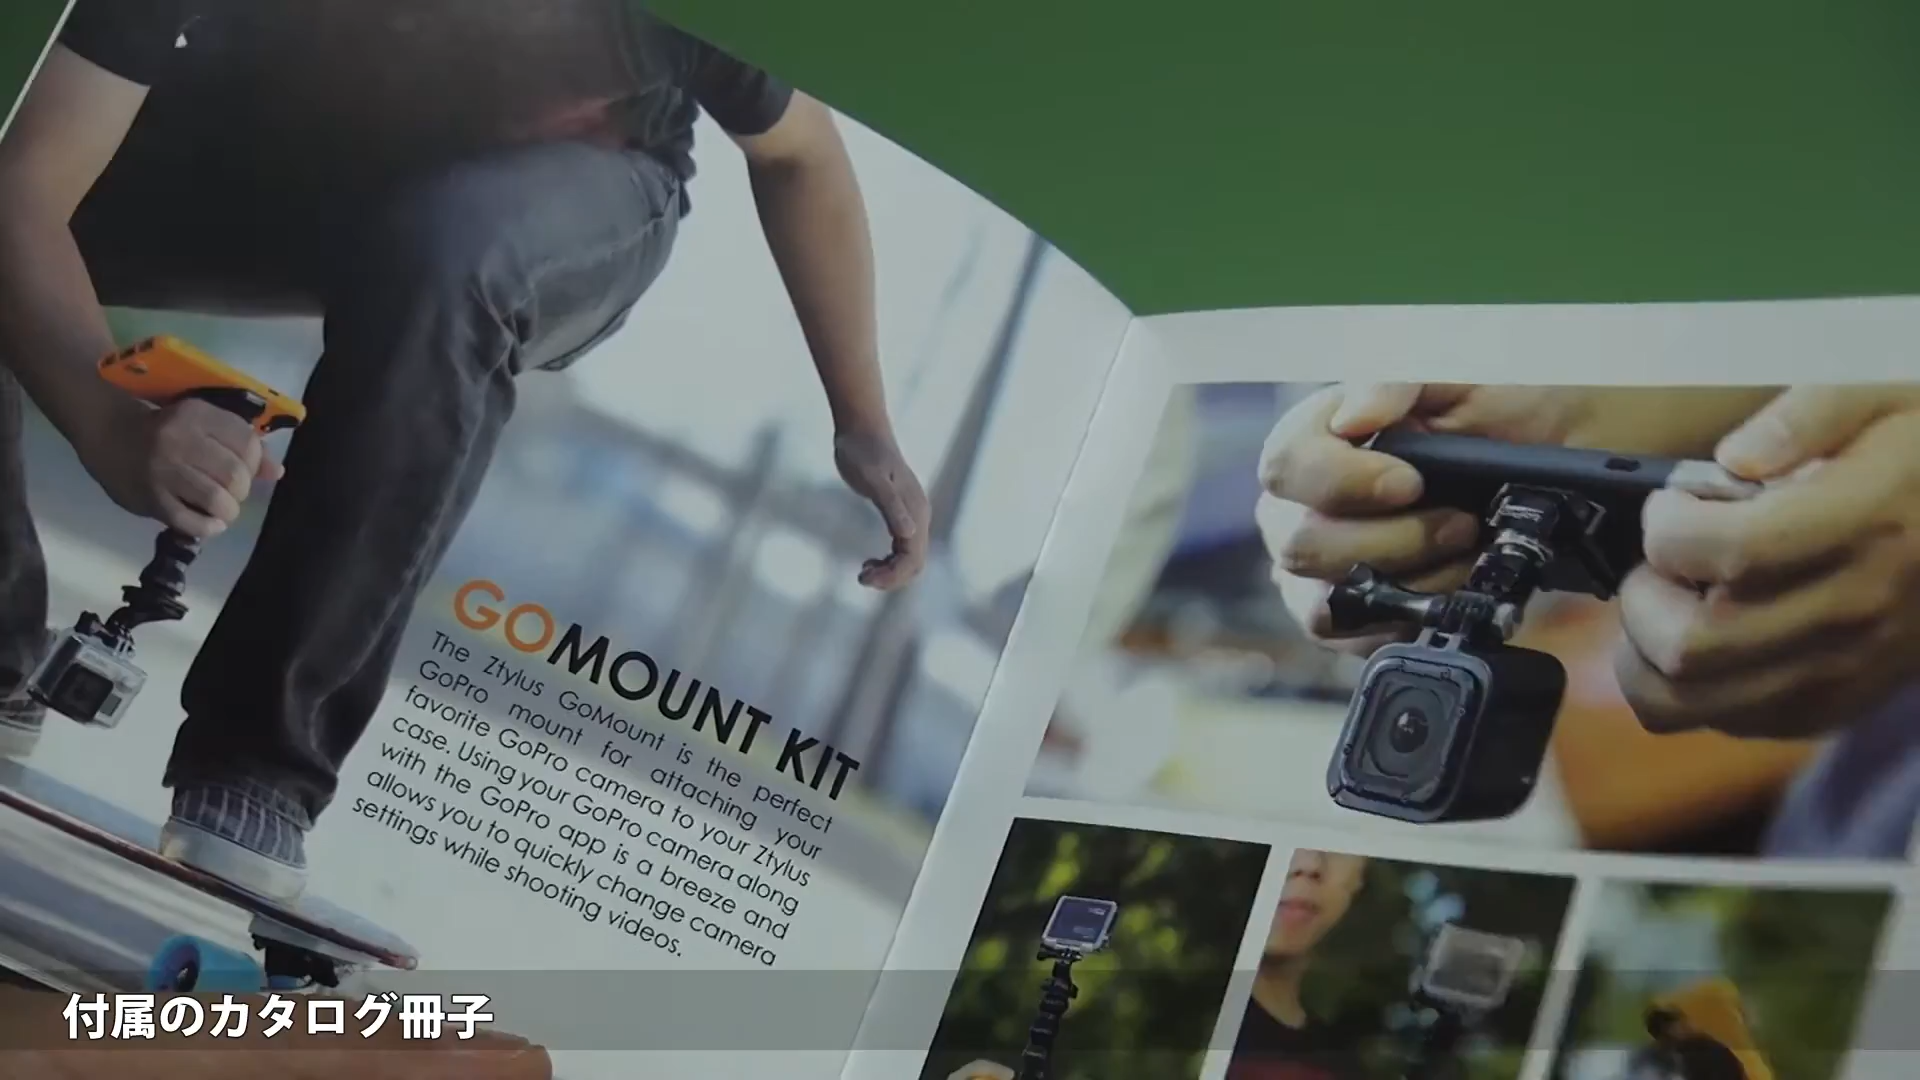 GOMOUNT KIT
The Ztylus GoMount is the perfect
GoPro mount for attaching your
favorite GoPro camera to your Ztylus
case. Using your GoPro camera along
with the GoPro app is a breeze and
allows you to quickly change camera
settings while shooting videos.
付属のカタログ冊子